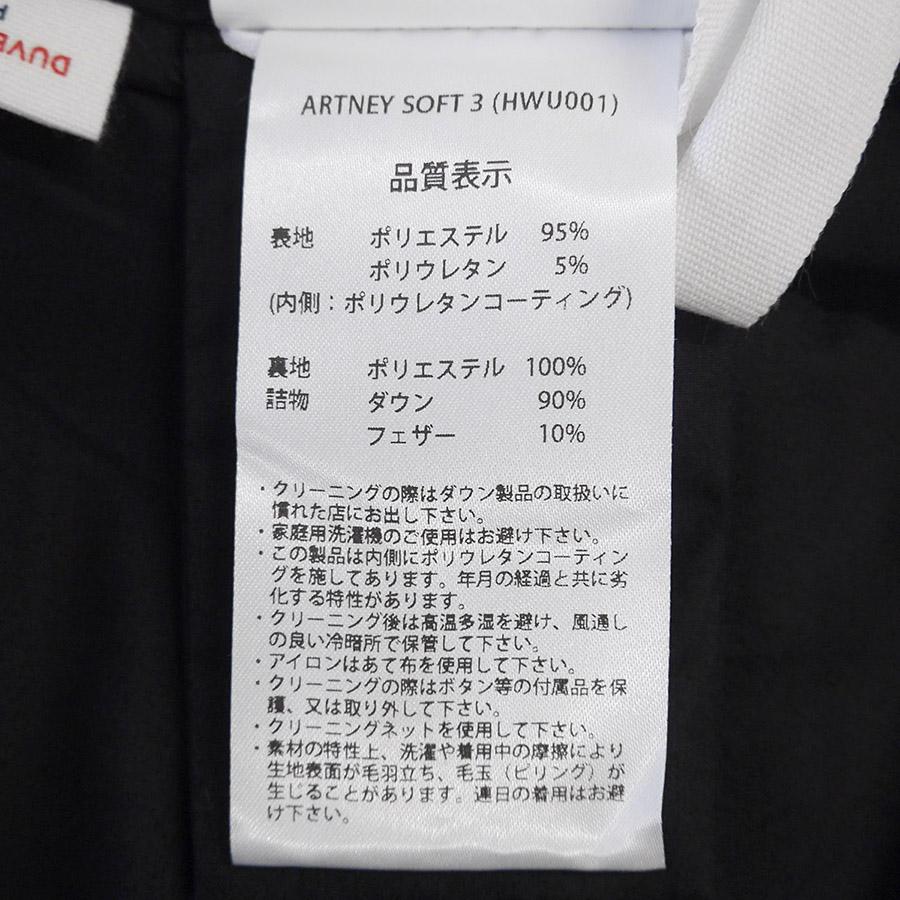 DUVE
ARTNEY SOFT 3 (HWU001)
品質表示
表地 ポリエステル 95%
ポリウレタン 5%
(内側：ポリウレタンコーティング)
裏地 ポリエステル 100%
詰物 ダウン 90%
フェザー 10%
・クリーニングの際はダウン製品の取扱いに
慣れた店にお出し下さい。
・家庭用洗濯機のご使用はお避け下さい。
・この製品は内側にポリウレタンコーティン
グを施してあります。年月の経過と共に劣
化する特性があります。
・クリーニング後は高温多湿を避け、風通し
の良い冷暗所で保管して下さい。
・アイロンはあて布を使用して下さい。
・クリーニングの際はボタン等の付属品を保
護、又は取り外して下さい。
・クリーニングネットを使用して下さい。
・素材の特性上、洗濯や着用中の摩擦により
生地表面が毛羽立ち、毛玉（ピリング）が
生じることがあります。連日の着用はお避
け下さい。